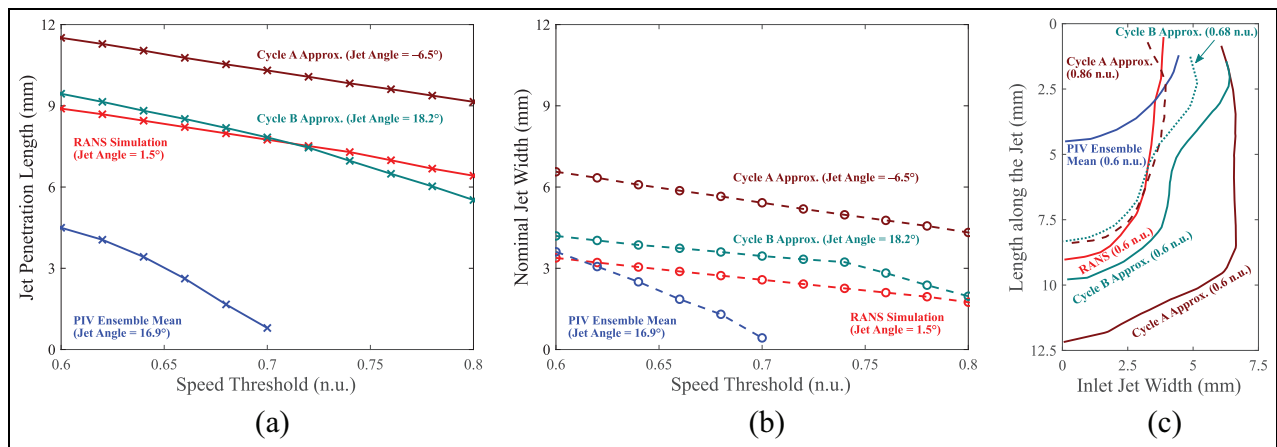 12
9
6
3
0
0.6
0.65
0.7
0.75
0.8
Jet Penetration Length (mm)
Speed Threshold (n.u.)
Cycle A Approx. (Jet Angle = –6.5°)
Cycle B Approx. (Jet Angle = 18.2°)
RANS Simulation
(Jet Angle = 1.5°)
PIV Ensemble Mean
(Jet Angle = 16.9°)
(a)
12
9
6
3
0
0.6
0.65
0.7
0.75
0.8
Nominal Jet Width (mm)
Speed Threshold (n.u.)
Cycle A Approx. (Jet Angle = –6.5°)
Cycle B Approx. (Jet Angle = 18.2°)
PIV Ensemble Mean
(Jet Angle = 16.9°)
RANS Simulation
(Jet Angle = 1.5°)
(b)
0
2.5
5
7.5
10
12.5
0
2.5
5
7.5
Length along the Jet (mm)
Inlet Jet Width (mm)
Cycle B Approx. (0.68 n.u.)
Cycle A Approx.
(0.86 n.u.)
PIV Ensemble
Mean (0.6 n.u.)
RANS (0.6 n.u.)
Cycle B Approx. (0.6 n.u.)
Cycle A Approx. (0.6 n.u.)
(c)